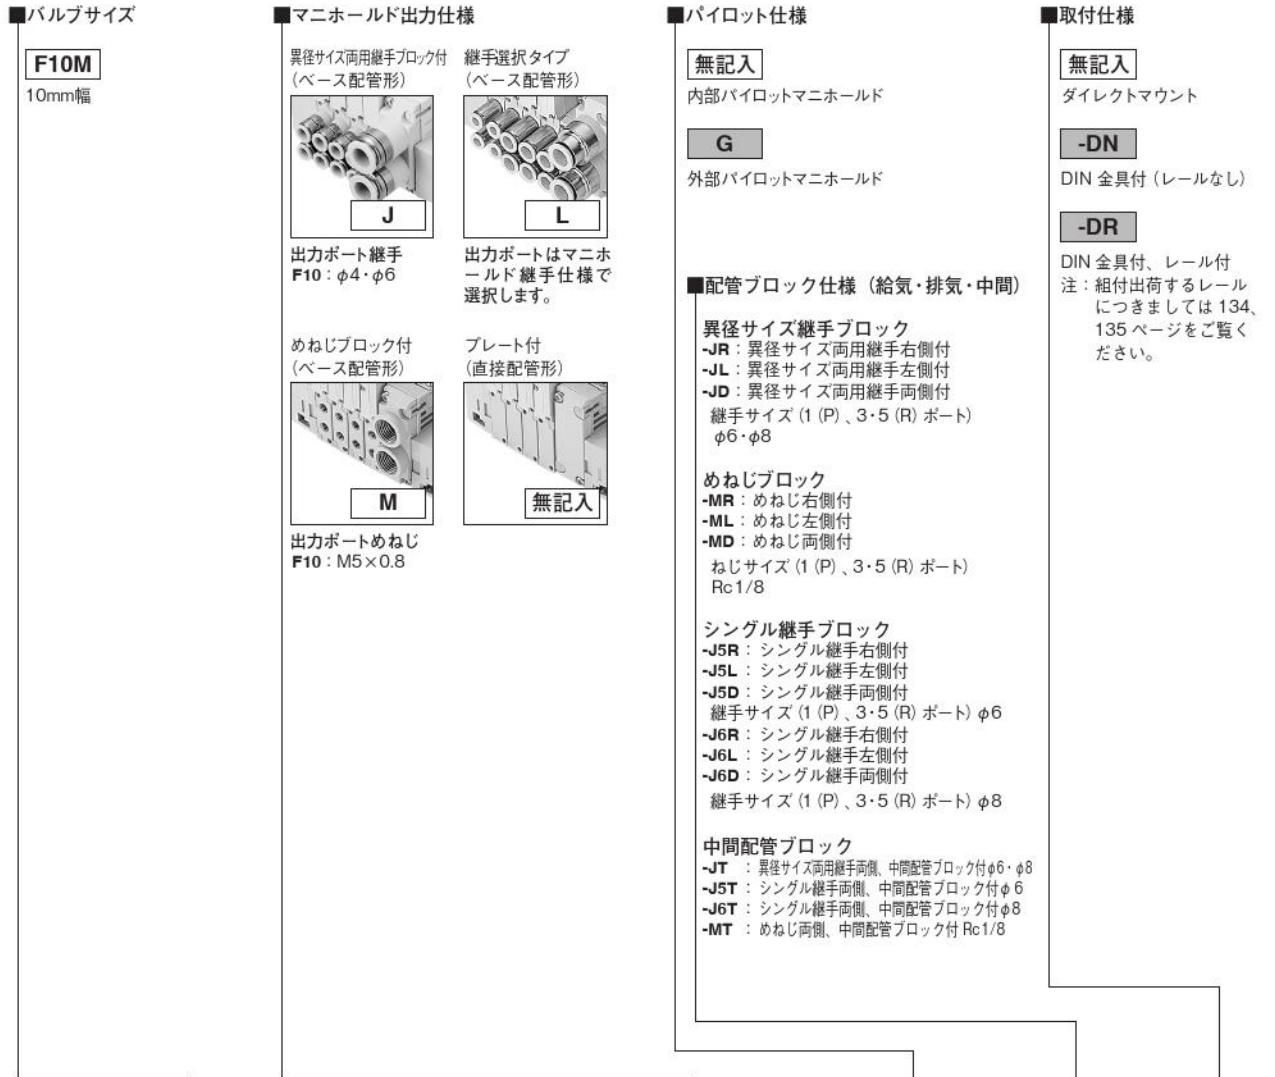 ■バルブサイズ
F10M
10mm幅
■マニホールド出力仕様
異径サイズ両用継手ブロック付
（ベース配管形）
J
出力ポート継手
F10：φ4・φ6
継手選択タイプ
（ベース配管形）
L
出力ポートはマニホ
ールド継手仕様で
選択します。
めねじブロック付
（ベース配管形）
M
出力ポートめねじ
F10：M5×0.8
プレート付
（直接配管形）
無記入
■パイロット仕様
無記入
内部パイロットマニホールド
G
外部パイロットマニホールド
■配管ブロック仕様（給気・排気・中間）
異径サイズ継手ブロック
-JR：異径サイズ両用継手右側付
-JL：異径サイズ両用継手左側付
-JD：異径サイズ両用継手両側付
継手サイズ（1（P）、3・5（R）ポート）
φ6・φ8
めねじブロック
-MR：めねじ右側付
-ML：めねじ左側付
-MD：めねじ両側付
ねじサイズ（1（P）、3・5（R）ポート）
Rc1/8
シングル継手ブロック
-J5R：シングル継手右側付
-J5L：シングル継手左側付
-J5D：シングル継手両側付
継手サイズ（1（P）、3・5（R）ポート）φ6
-J6R：シングル継手右側付
-J6L：シングル継手左側付
-J6D：シングル継手両側付
継手サイズ（1（P）、3・5（R）ポート）φ8
中間配管ブロック
-JT ：異径サイズ両用継手両側、中間配管ブロック付φ6・φ8
-J5T：シングル継手両側、中間配管ブロック付φ6
-J6T：シングル継手両側、中間配管ブロック付φ8
-MT ：めねじ両側、中間配管ブロック付 Rc1/8
■取付仕様
無記入
ダイレクトマウント
-DN
DIN 金具付（レールなし）
-DR
DIN 金具付、レール付
注：組付出荷するレール
につきましては 134、
135 ページをご覧く
ださい。